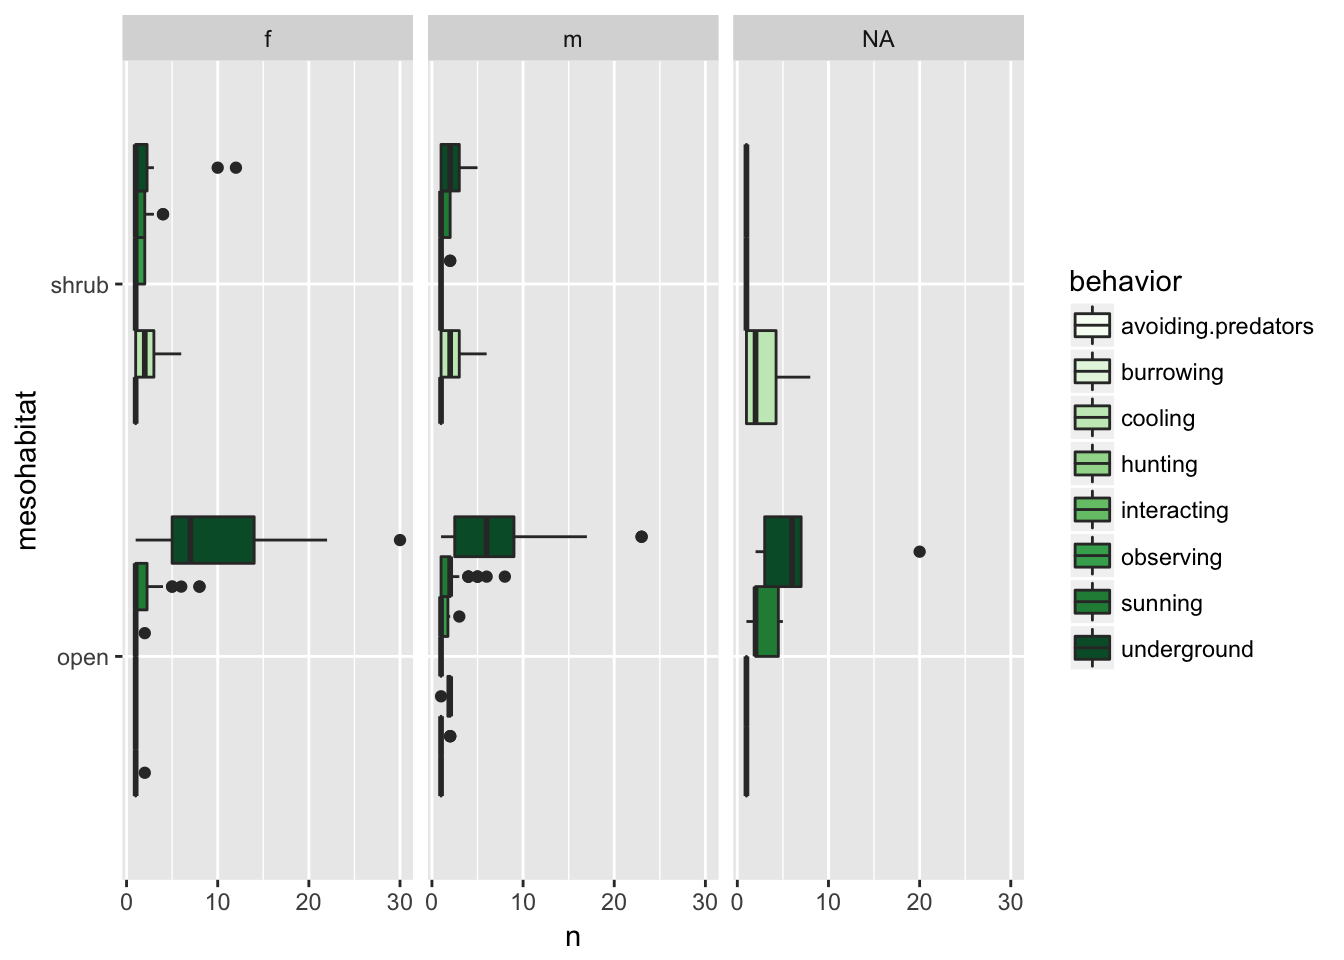 f
m
NA
shrub
open
mesohabitat
0 10 20 30
0 10 20 30
0 10 20 30
n
behavior
avoiding.predators
burrowing
cooling
hunting
interacting
observing
sunning
underground